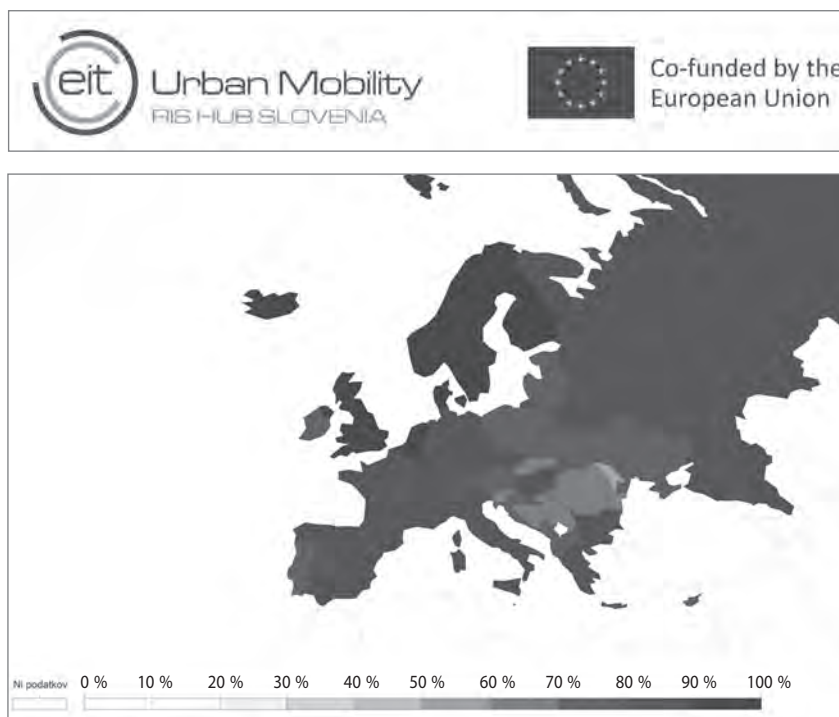 eit Urban Mobility
RIS HUB SLOVENIA
Co-funded by the
European Union
Ni podatkov 0 % 10 % 20 % 30 % 40 % 50 % 60 % 70 % 80 % 90 % 100 %